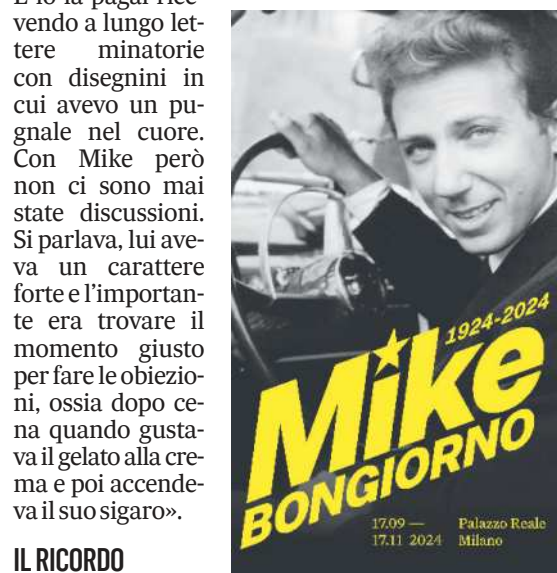 vendo a lungo let-
tere minatorie
con disegnini in
cui avevo un pu-
gnale nel cuore.
Con Mike però
non ci sono mai
state discussioni.
Si parlava, lui ave-
va un carattere
forte e l'importan-
te era trovare il
momento giusto
per fare le obiezio-
ni, ossia dopo ce-
na quando gusta-
va il gelato alla cre-
ma e poi accende-
va il suo sigaro».
IL RICORDO
1924-2024
Mike
BONGIORNO
17.09 —
17.11 2024
Palazzo Reale
Milano